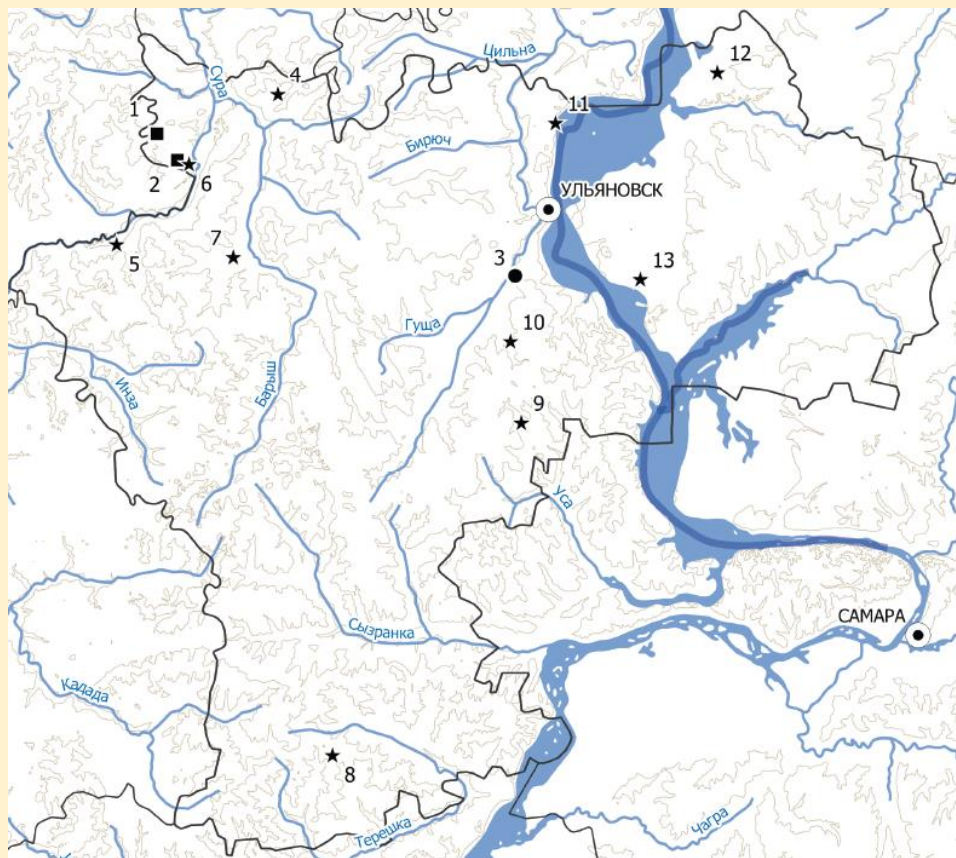 Цильна
12
Сура
4
11
1
Бирюч
2
6
УЛЬЯНОВСК
7
5
3
13
Гуща
10
Инза
Барыш
9
Уса
САМАРА
Сызранка
Кадада
8
Терешка
Чагра